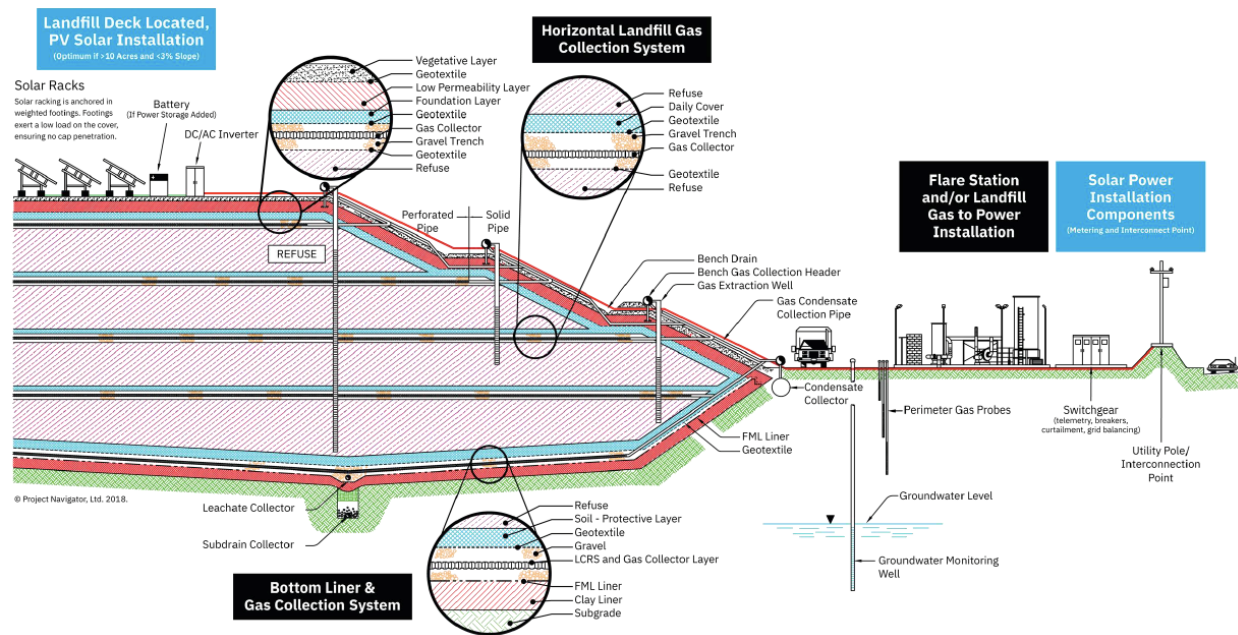 Landfill Deck Located,
PV Solar Installation
(Optimum if >10 Acres and <3% Slope)
Solar Racks
Solar racking is anchored in
weighted footings. Footings
exert a low load on the cover,
ensuring no cap penetration.
Battery
(If Power Storage Added)
DC/AC Inverter
Vegetative Layer
Geotextile
Low Permeability Layer
Foundation Layer
Geotextile
Gas Collector
Gravel Trench
Geotextile
Refuse
Horizontal Landfill Gas
Collection System
Refuse
Daily Cover
Geotextile
Gravel Trench
Gas Collector
Geotextile
Refuse
Flare Station
and/or Landfill
Gas to Power
Installation
Solar Power
Installation
Components
(Metering and Interconnect Point)
Perforated
Pipe
Solid
Pipe
REFUSE
Bench Drain
Bench Gas Collection Header
Gas Extraction Well
Gas Condensate
Collection Pipe
Condensate
Collector
Perimeter Gas Probes
Switchgear
(telemetry, breakers,
curtailment, grid balancing)
Utility Pole/
Interconnection
Point
FML Liner
Geotextile
© Project Navigator, Ltd. 2018.
Leachate Collector
Subdrain Collector
Groundwater Level
Groundwater Monitoring
Well
Bottom Liner &
Gas Collection System
Refuse
Soil - Protective Layer
Geotextile
Gravel
LCRS and Gas Collector Layer
FML Liner
Clay Liner
Subgrade